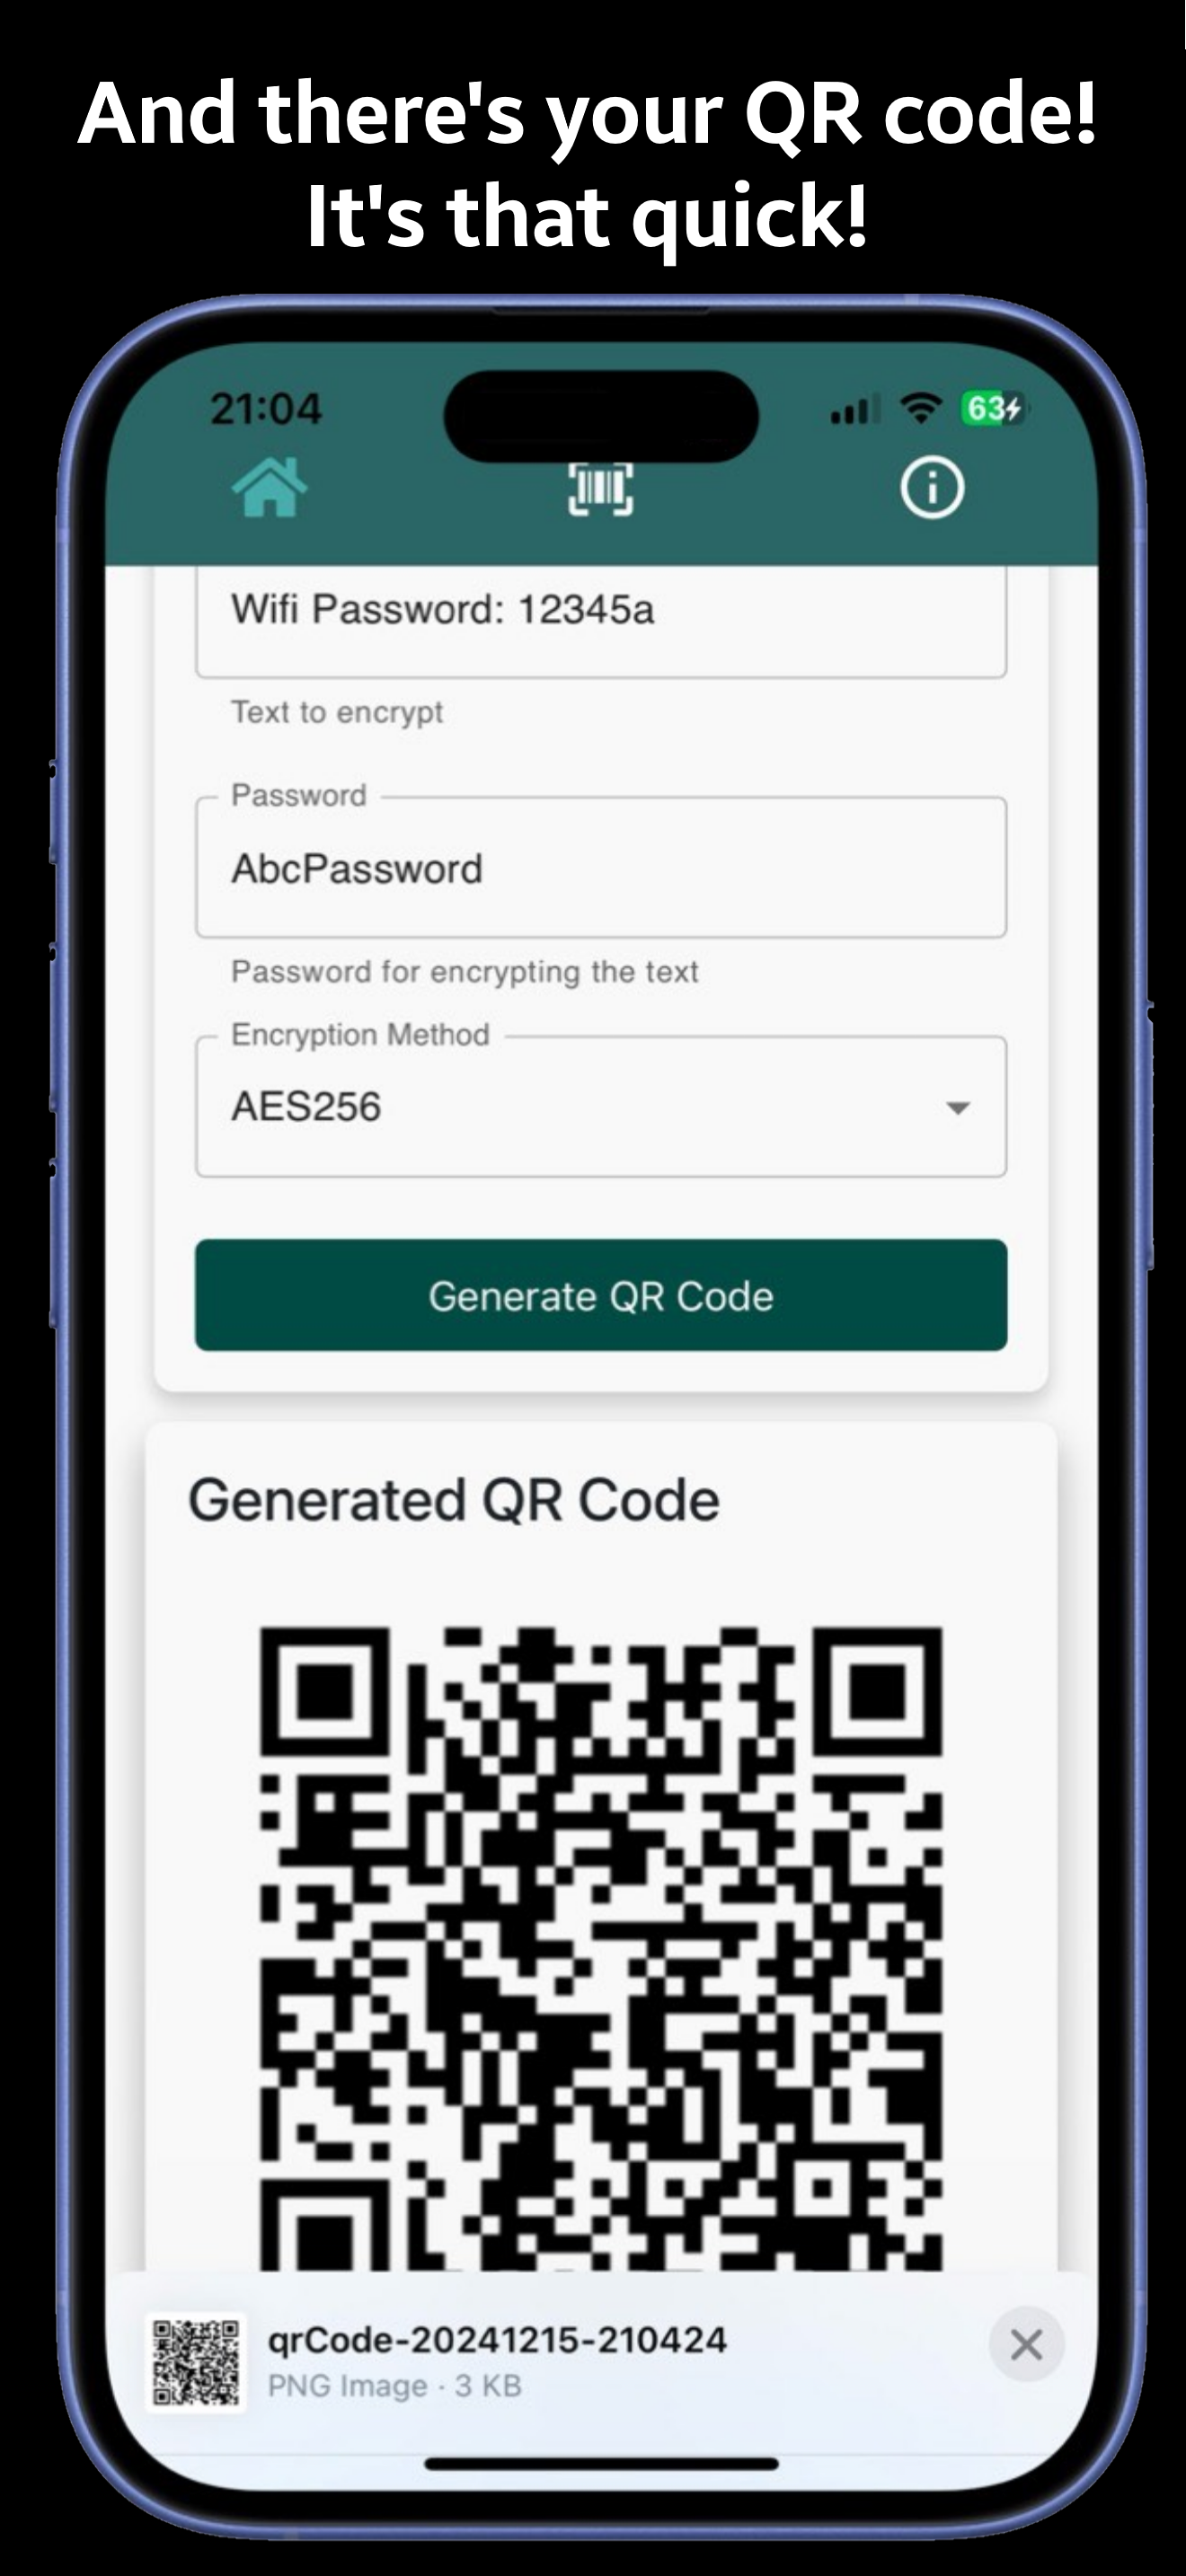 And there's your QR code!
It's that quick!
21:04
63
Wifi Password: 12345a
Text to encrypt
Password
AbcPassword
Password for encrypting the text
Encryption Method
AES256
Generate QR Code
Generated QR Code
qrCode-20241215-210424
PNG Image · 3 KB